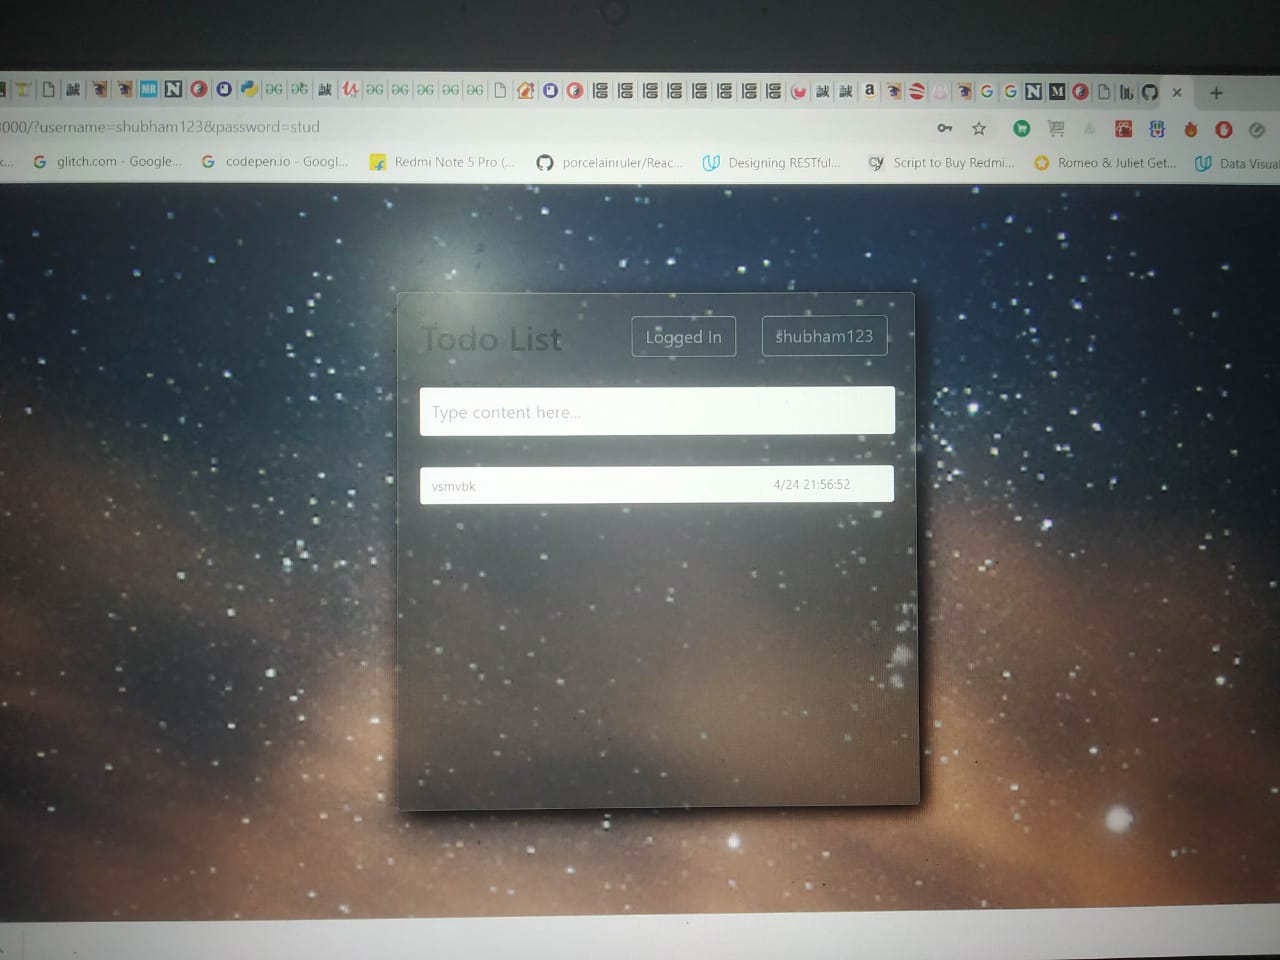 000/?username=shubham123&password=stud
glitch.com - Google...
codepen.io - Googl...
Redmi Note 5 Pro (...
porcelainruler/Reac...
Designing RESTful...
Script to Buy Redmi...
Romeo & Juliet Get...
Data Visual
Todo List
Logged In
shubham123
Type content here...
vsmvbk
4/24 21:56:52